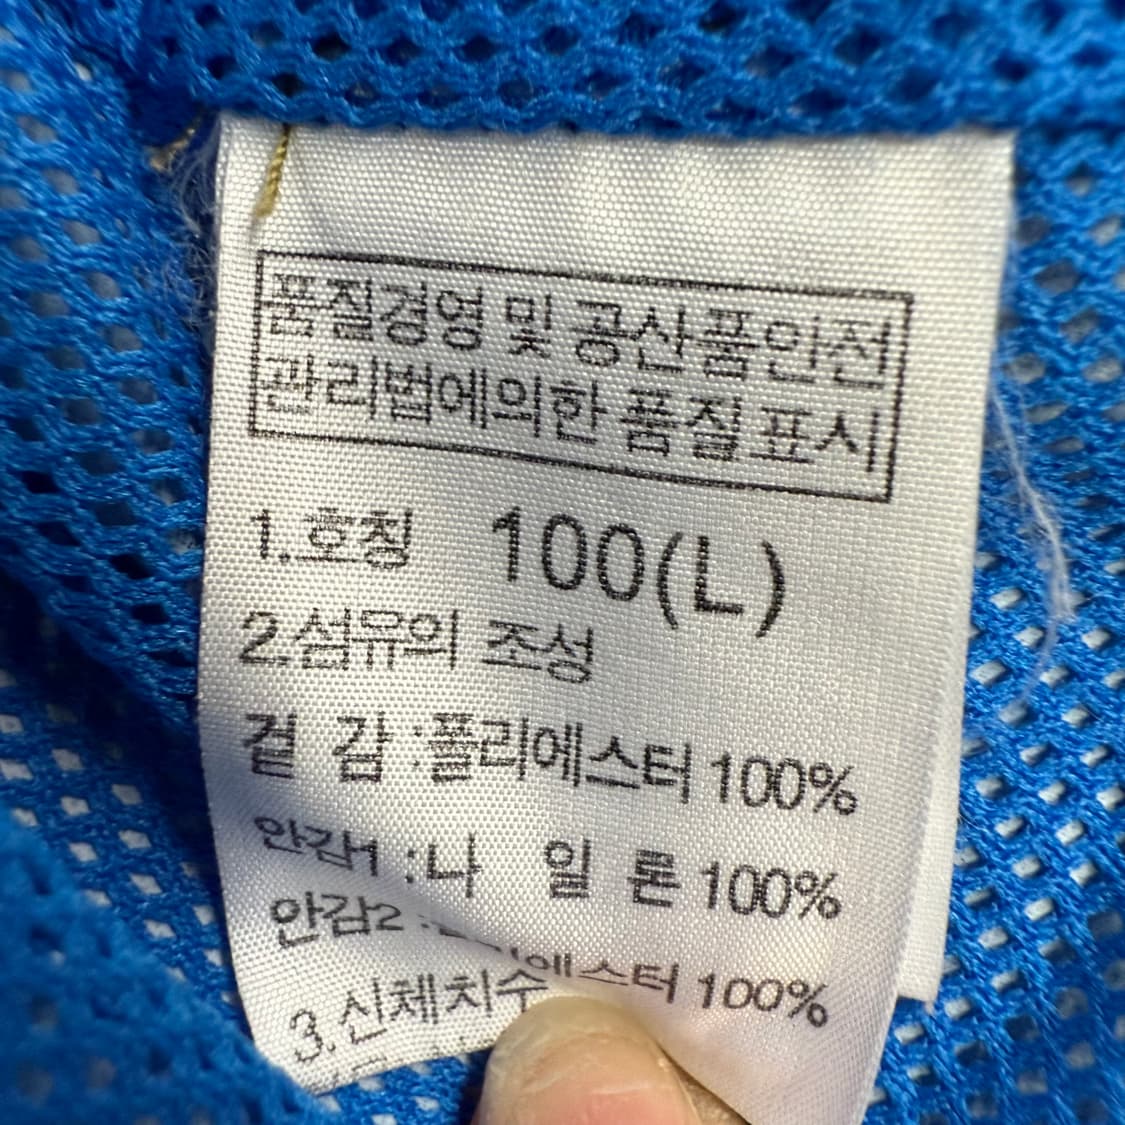 품질경영 및 공산품안전
관리법에의한 품질 표시
1.호칭 100(L)
2.섬유의 조성
겉 감 :폴리에스터 100%
안감1 :나 일 론 100%
안감2 : 100%
3.신체치수